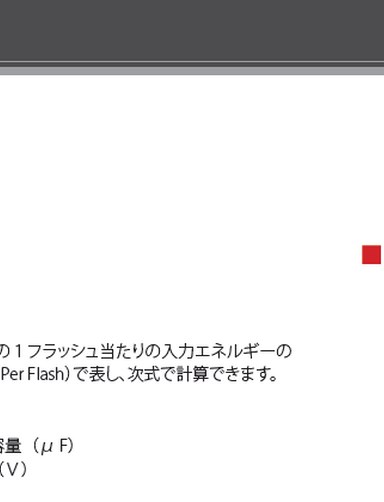 の 1 フラッシュ当たりの入力エネルギーの
Per Flash）で表し、次式で計算できます。
容量（μ F）
（V）